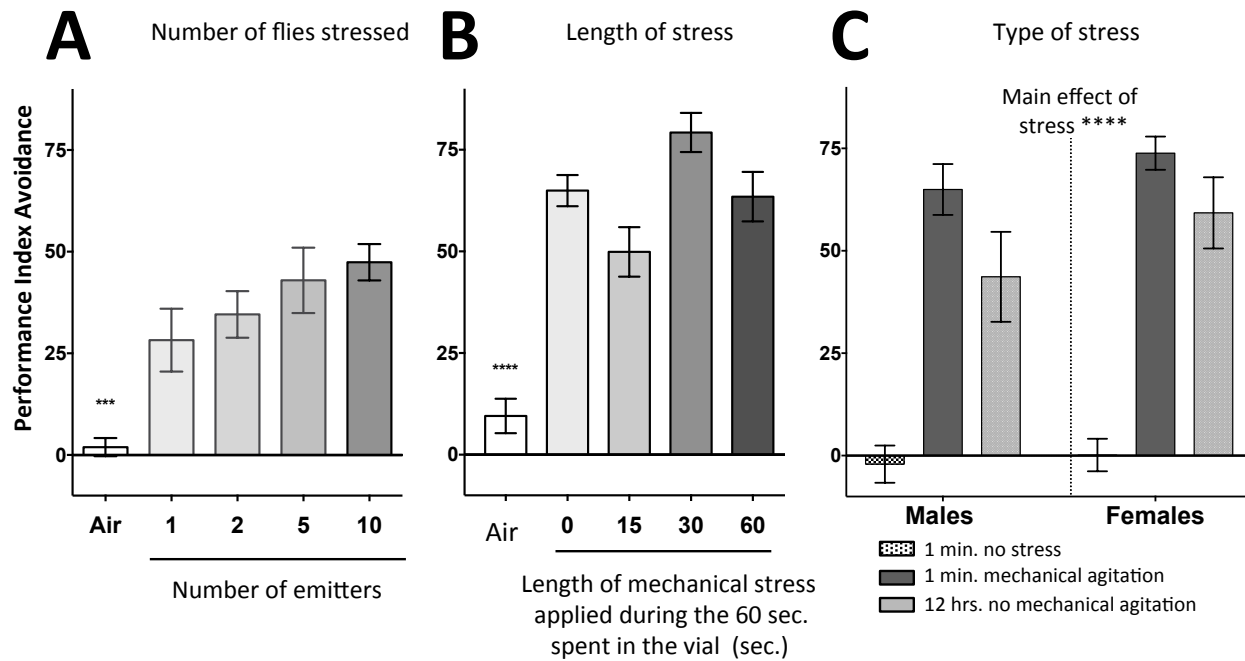 A
Number of flies stressed
Performance Index Avoidance
75
50
25
0
***
Air 1 2 5 10
Number of emitters
B
Length of stress
75
50
25
0
****
Air 0 15 30 60
Length of mechanical stress
applied during the 60 sec.
spent in the vial (sec.)
C
Type of stress
Main effect of
stress ****
75
50
25
0
Males Females
1 min. no stress
1 min. mechanical agitation
12 hrs. no mechanical agitation